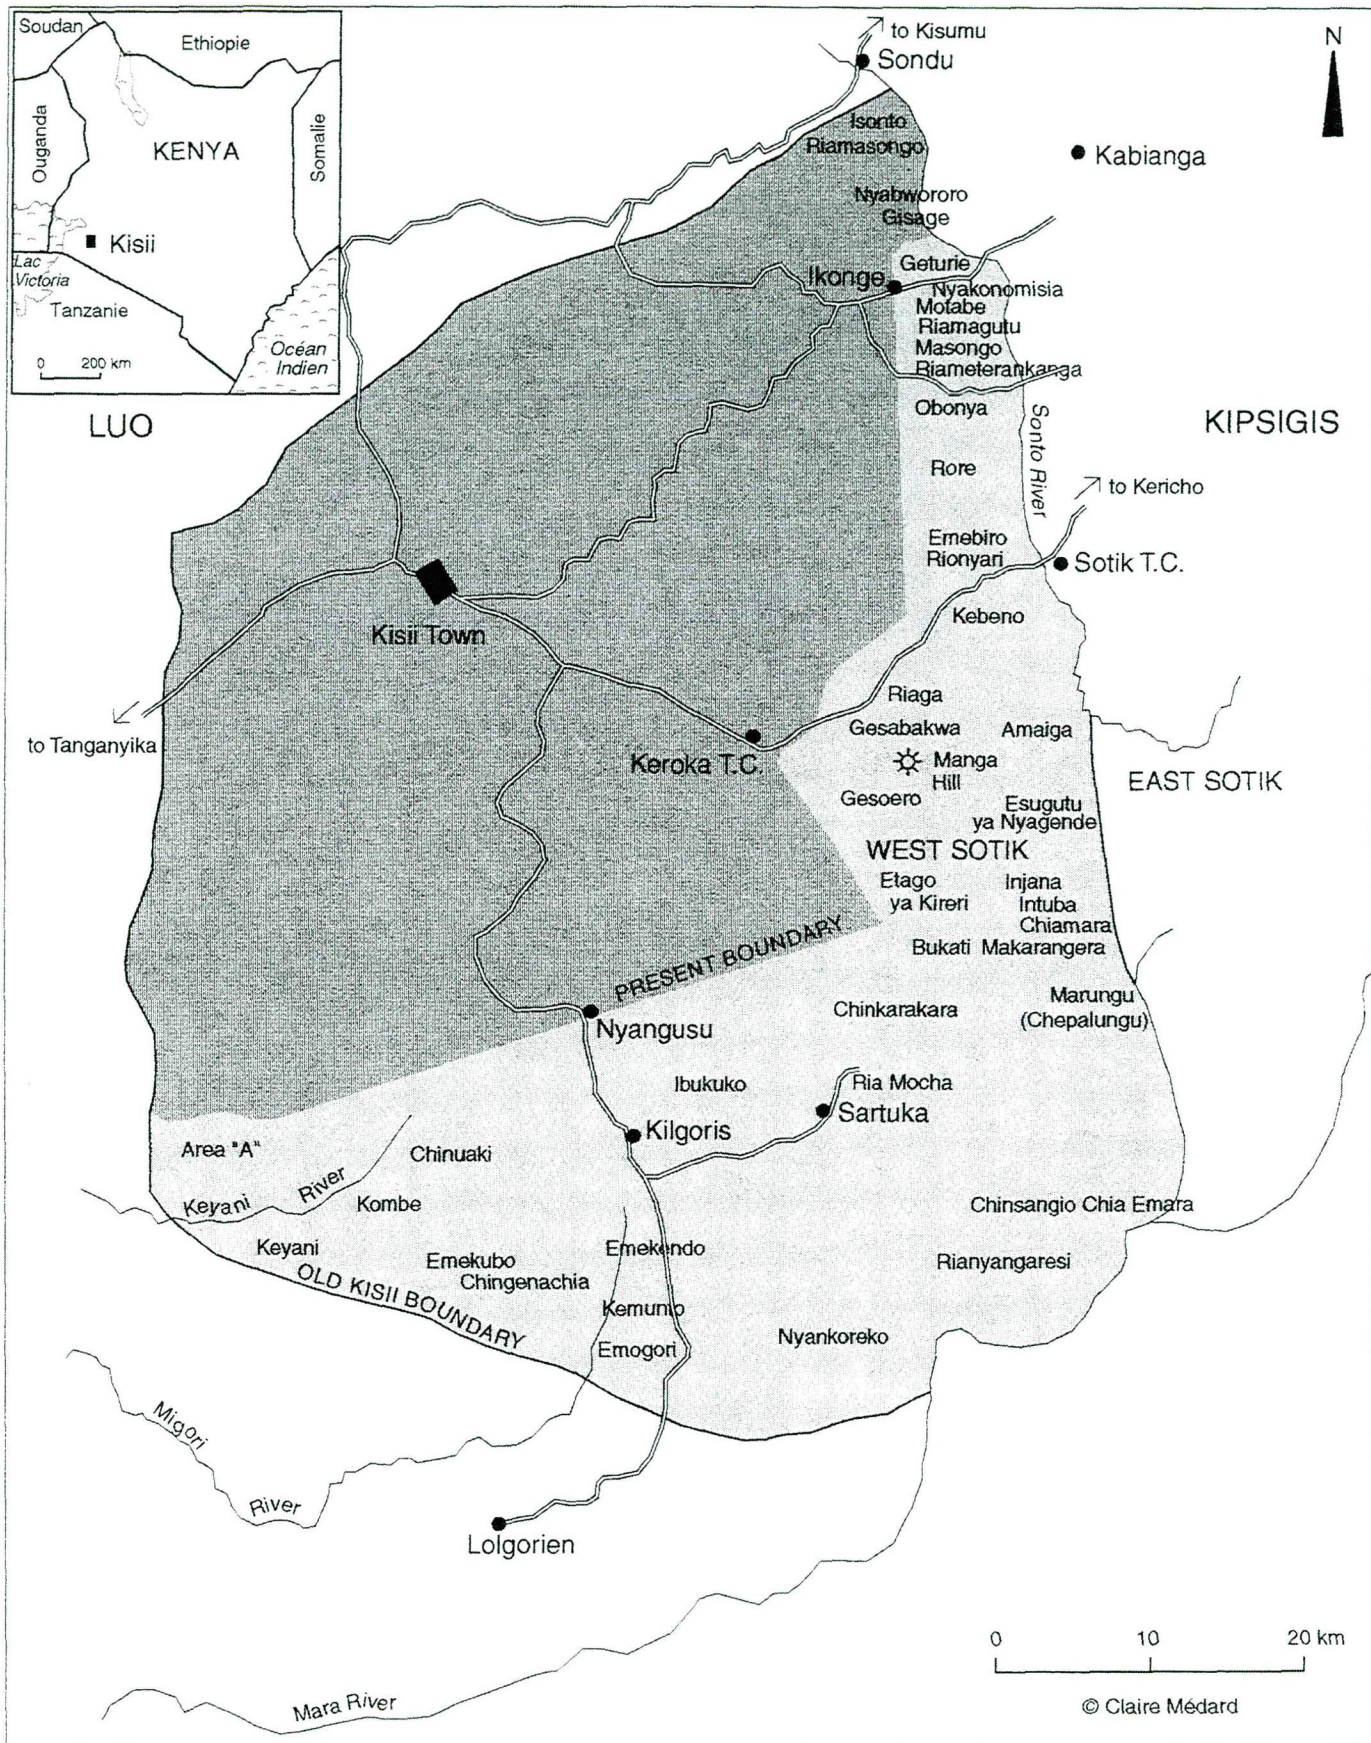 Soudan
Ethiopie
Ouganda
KENYA
Somalie
Kisii
Lac
Victoria
Tanzanie
Océan
Indien
0 200 km
to Kisumu
Sondu
N
Kabianga
Isonto
Riamasongo
Nyabwororo
Gisage
Geturie
Ikonge
Nyakonomisia
Motabe
Riamagutu
Masongo
Riameterankanga
Obonya
LUO
KIPSIGIS
Sonto River
Rore
to Kericho
Emebiro
Rionyari
Sotik T.C.
Kebeno
Kisii Town
Riaga
Gesabakwa
Amaiga
to Tanganyika
Keroka T.C.
Manga
Hill
EAST SOTIK
Gesoero
Esugutu
ya Nyagende
WEST SOTIK
Etago
ya Kireri
Injana
Intuba
Chiamara
Bukati Makarangera
PRESENT BOUNDARY
Marungu
(Chepalungu)
Chinkarakara
Nyangusu
Ibukuko
Ria Mocha
Sartuka
Kilgoris
Area "A"
Chinuaki
Keyani River
Kombe
Chinsangio Chia Emara
Keyani
Emekubo
Chingenachia
Emekendo
Rianyangaresi
OLD KISII BOUNDARY
Kemunto
Emogori
Nyankoreko
Migori
River
Lolgorien
Mara River
0 10 20 km
© Claire Médard